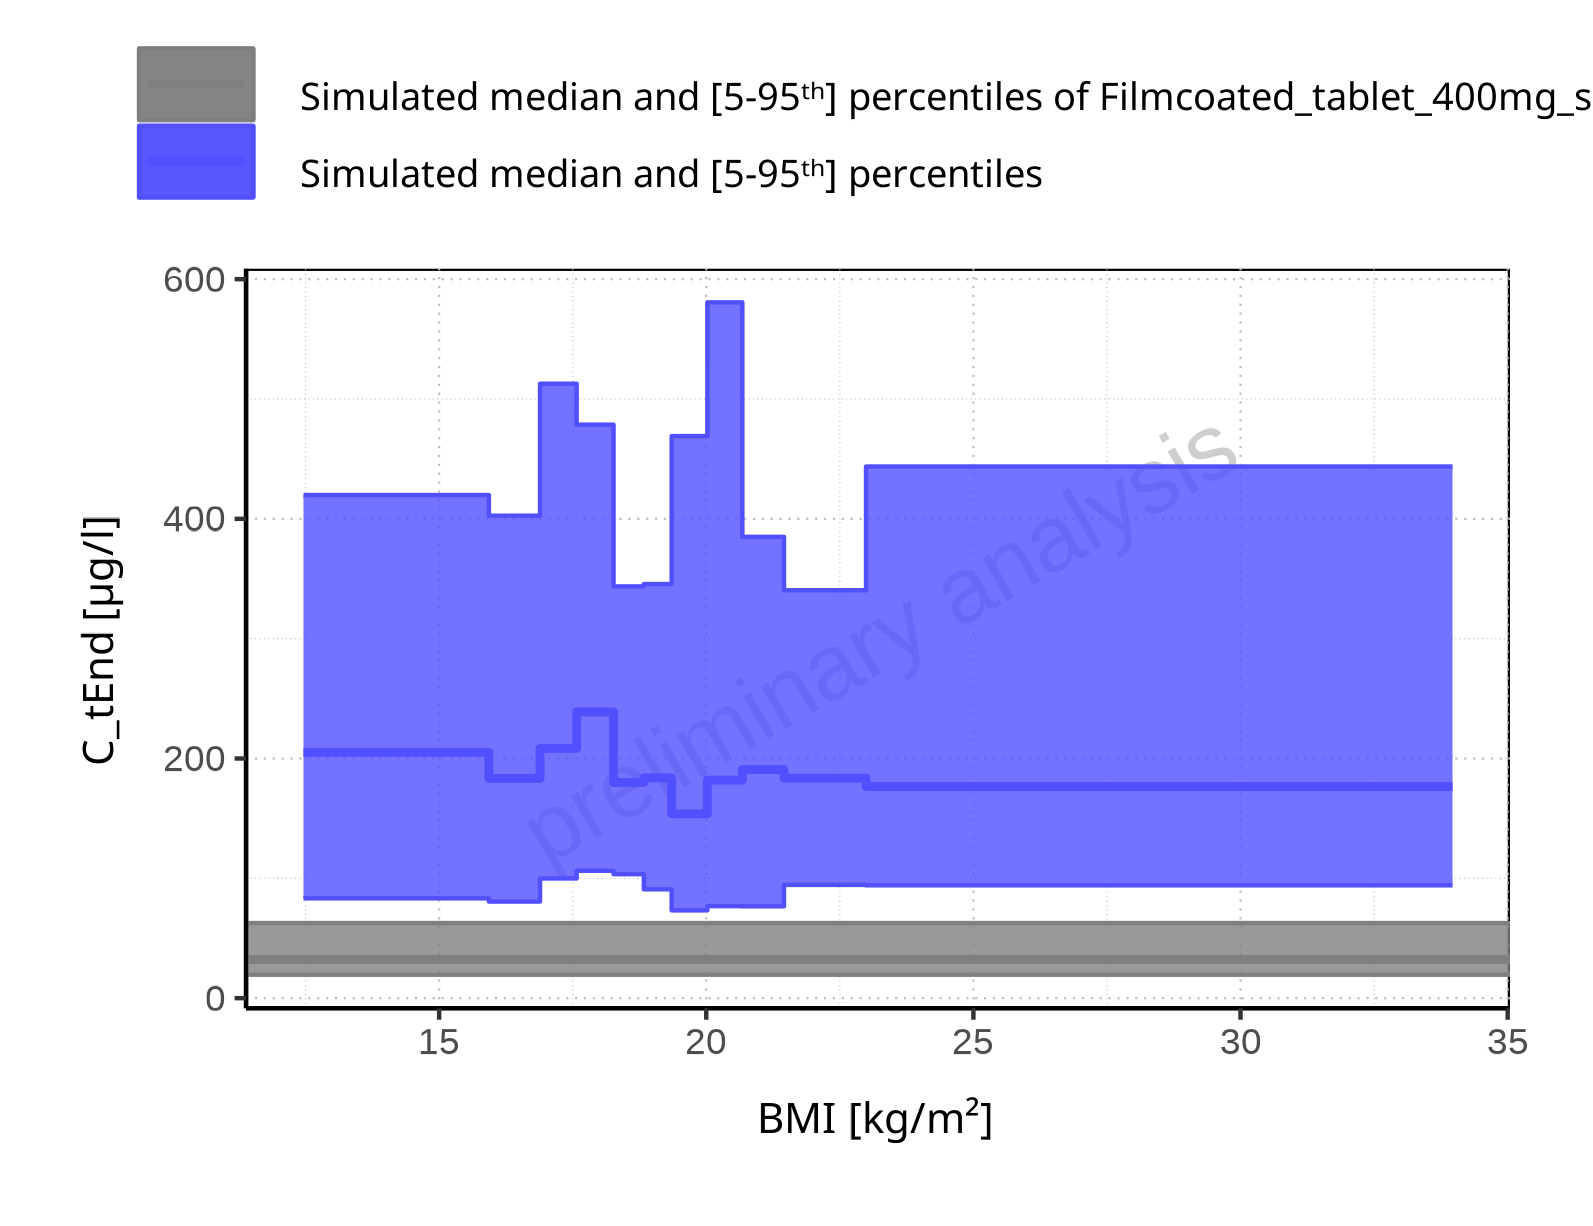 Simulated median and [5-95ᵗʰ] percentiles of Filmcoated_tablet_400mg_s
Simulated median and [5-95ᵗʰ] percentiles
600
400
200
0
C_tEnd [µg/l]
preliminary analysis
15 20 25 30 35
BMI [kg/m²]